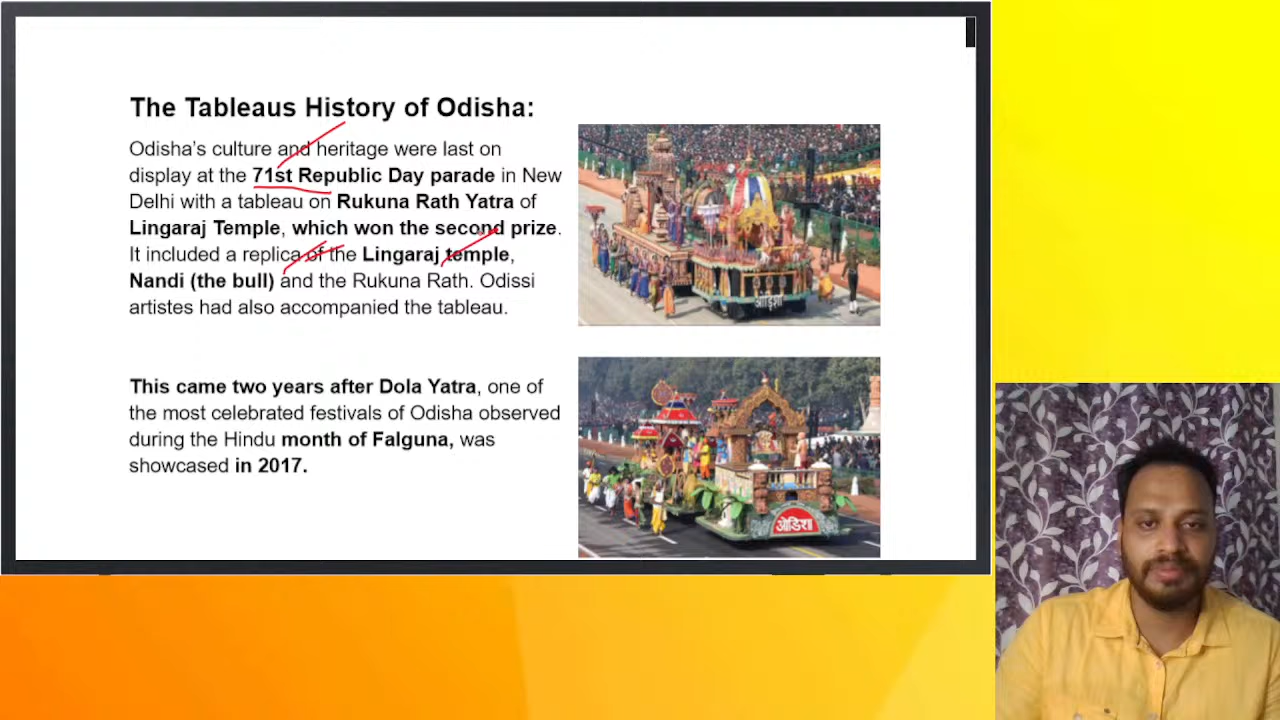 The Tableaus History of Odisha:
Odisha's culture and heritage were last on
display at the 71st Republic Day parade in New
Delhi with a tableau on Rukuna Rath Yatra of
Lingaraj Temple, which won the second prize.
It included a replica of the Lingaraj temple,
Nandi (the bull) and the Rukuna Rath. Odissi
artistes had also accompanied the tableau.
This came two years after Dola Yatra, one of
the most celebrated festivals of Odisha observed
during the Hindu month of Falguna, was
showcased in 2017.
ओड़िशा
ओडिशा